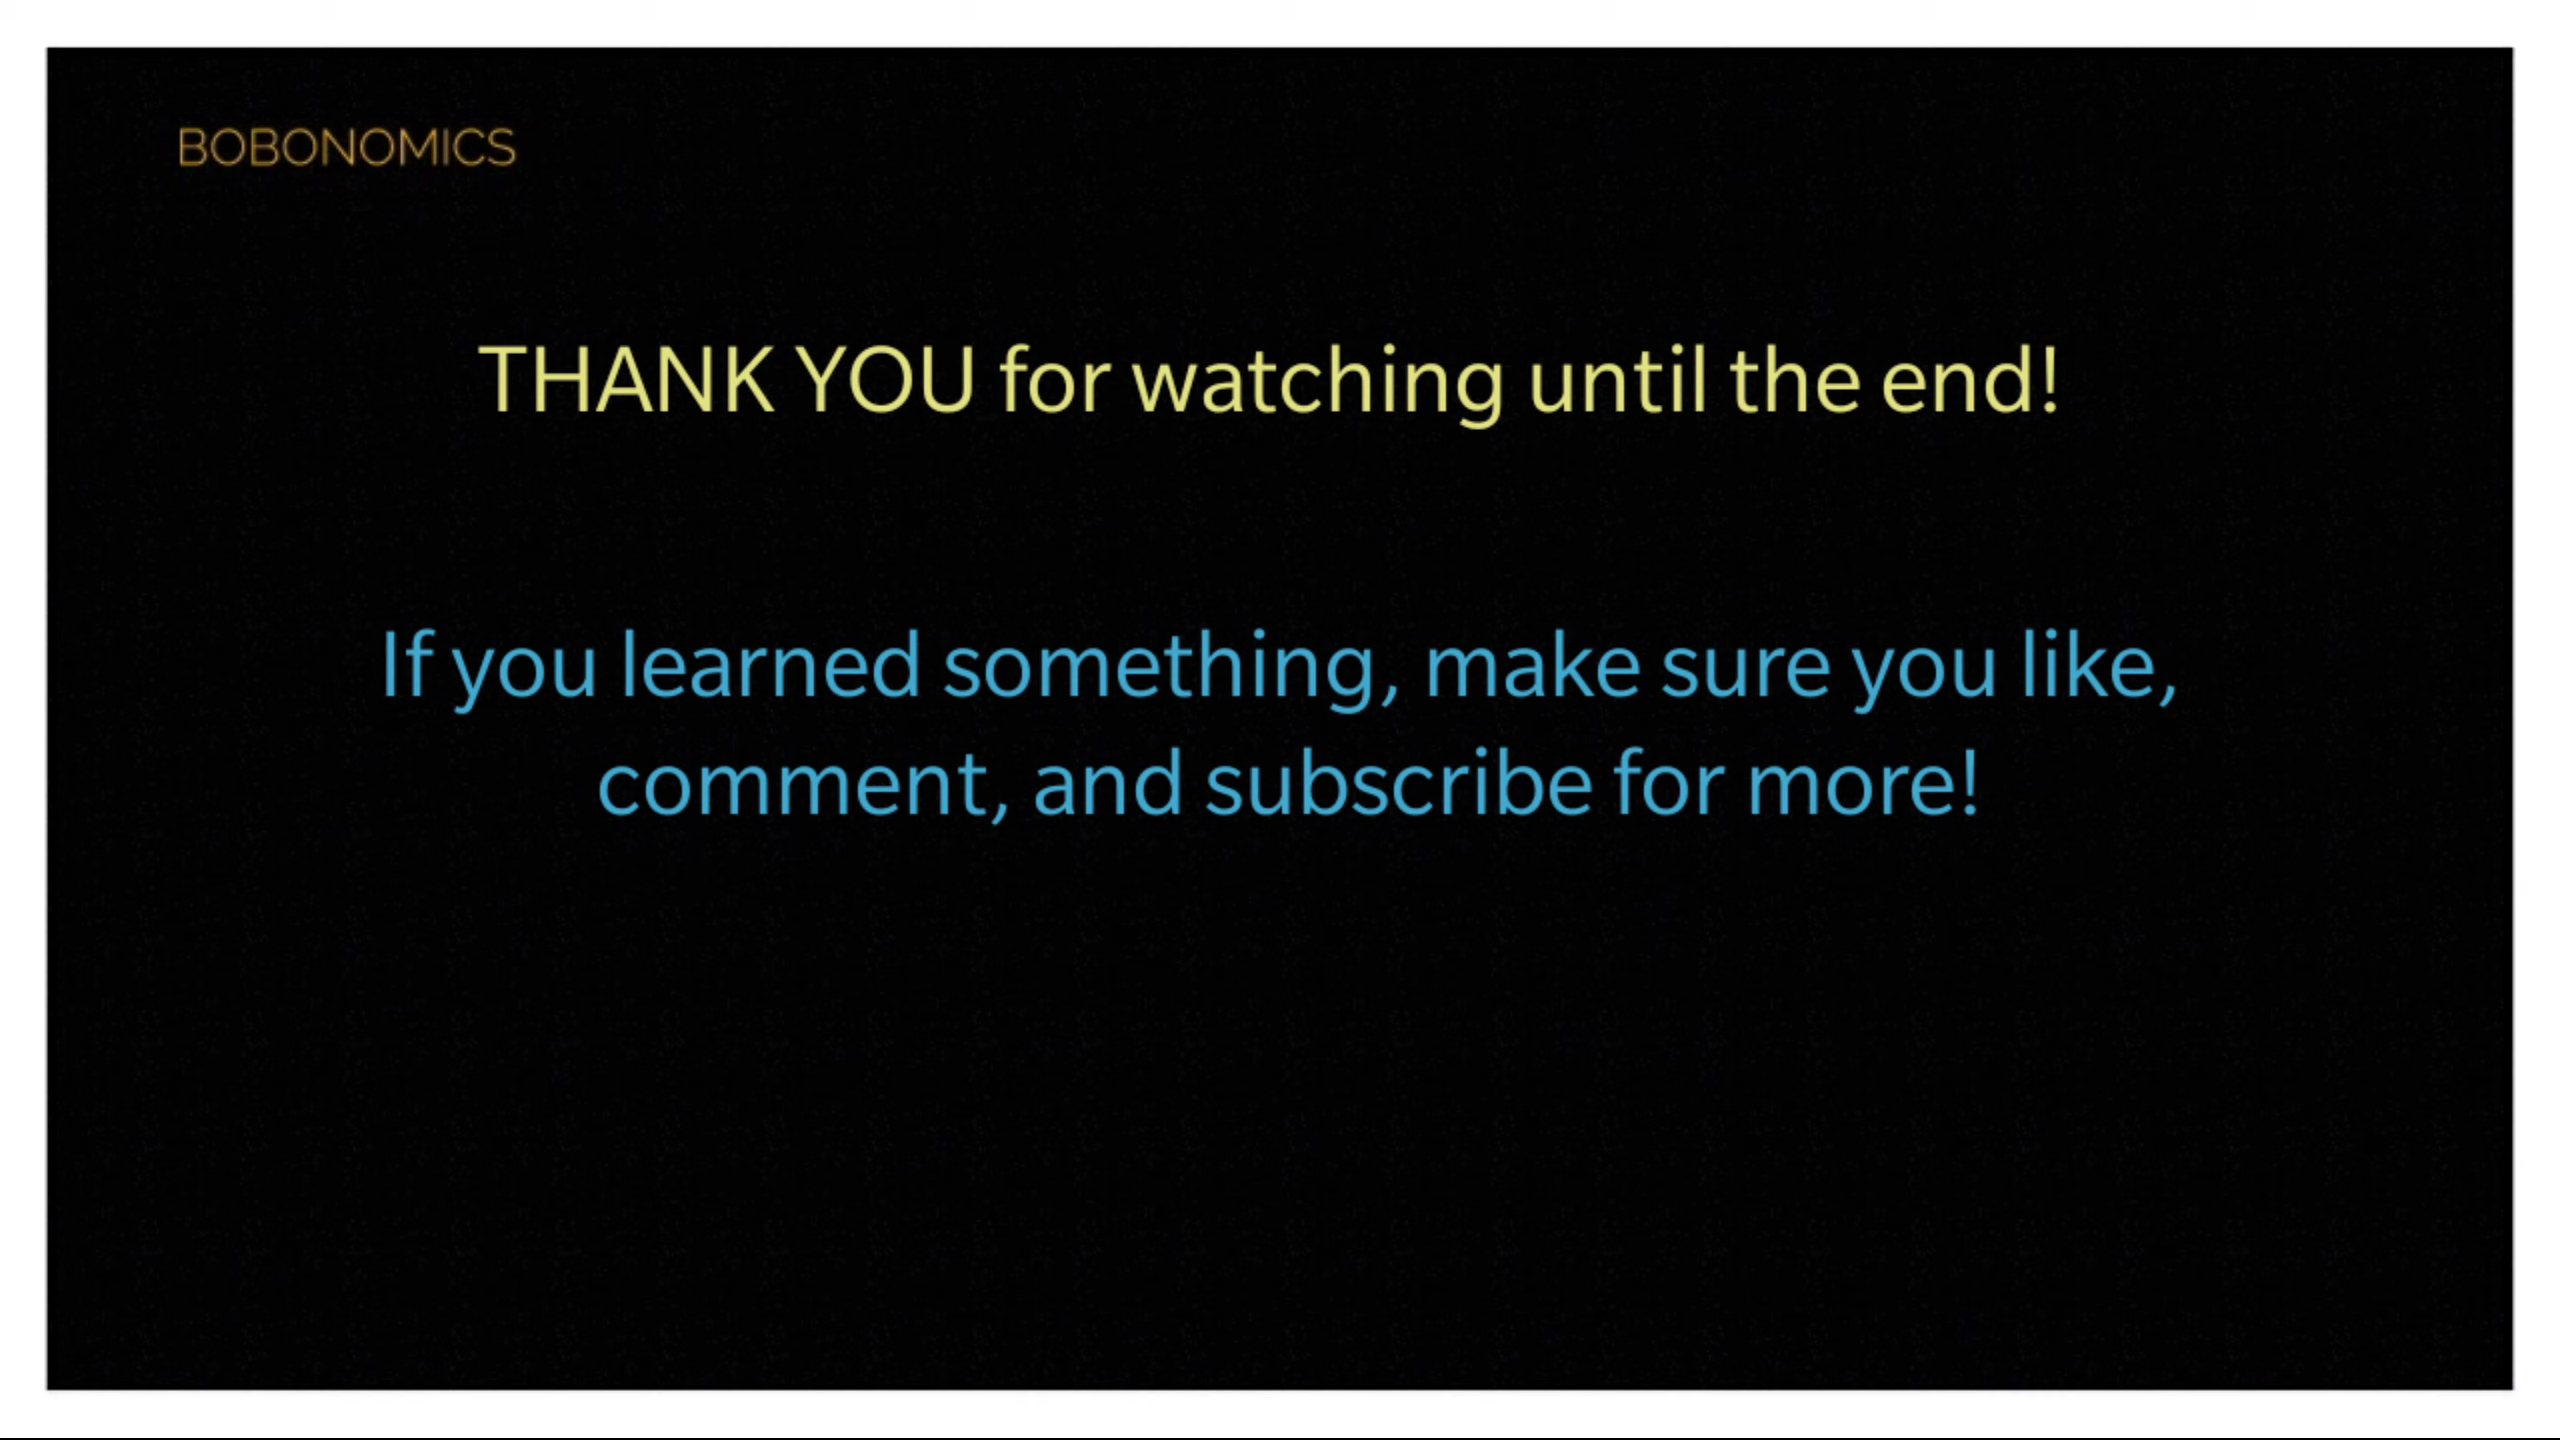 BOBONOMICS
THANK YOU for watching until the end!
If you learned something, make sure you like,
comment, and subscribe for more!